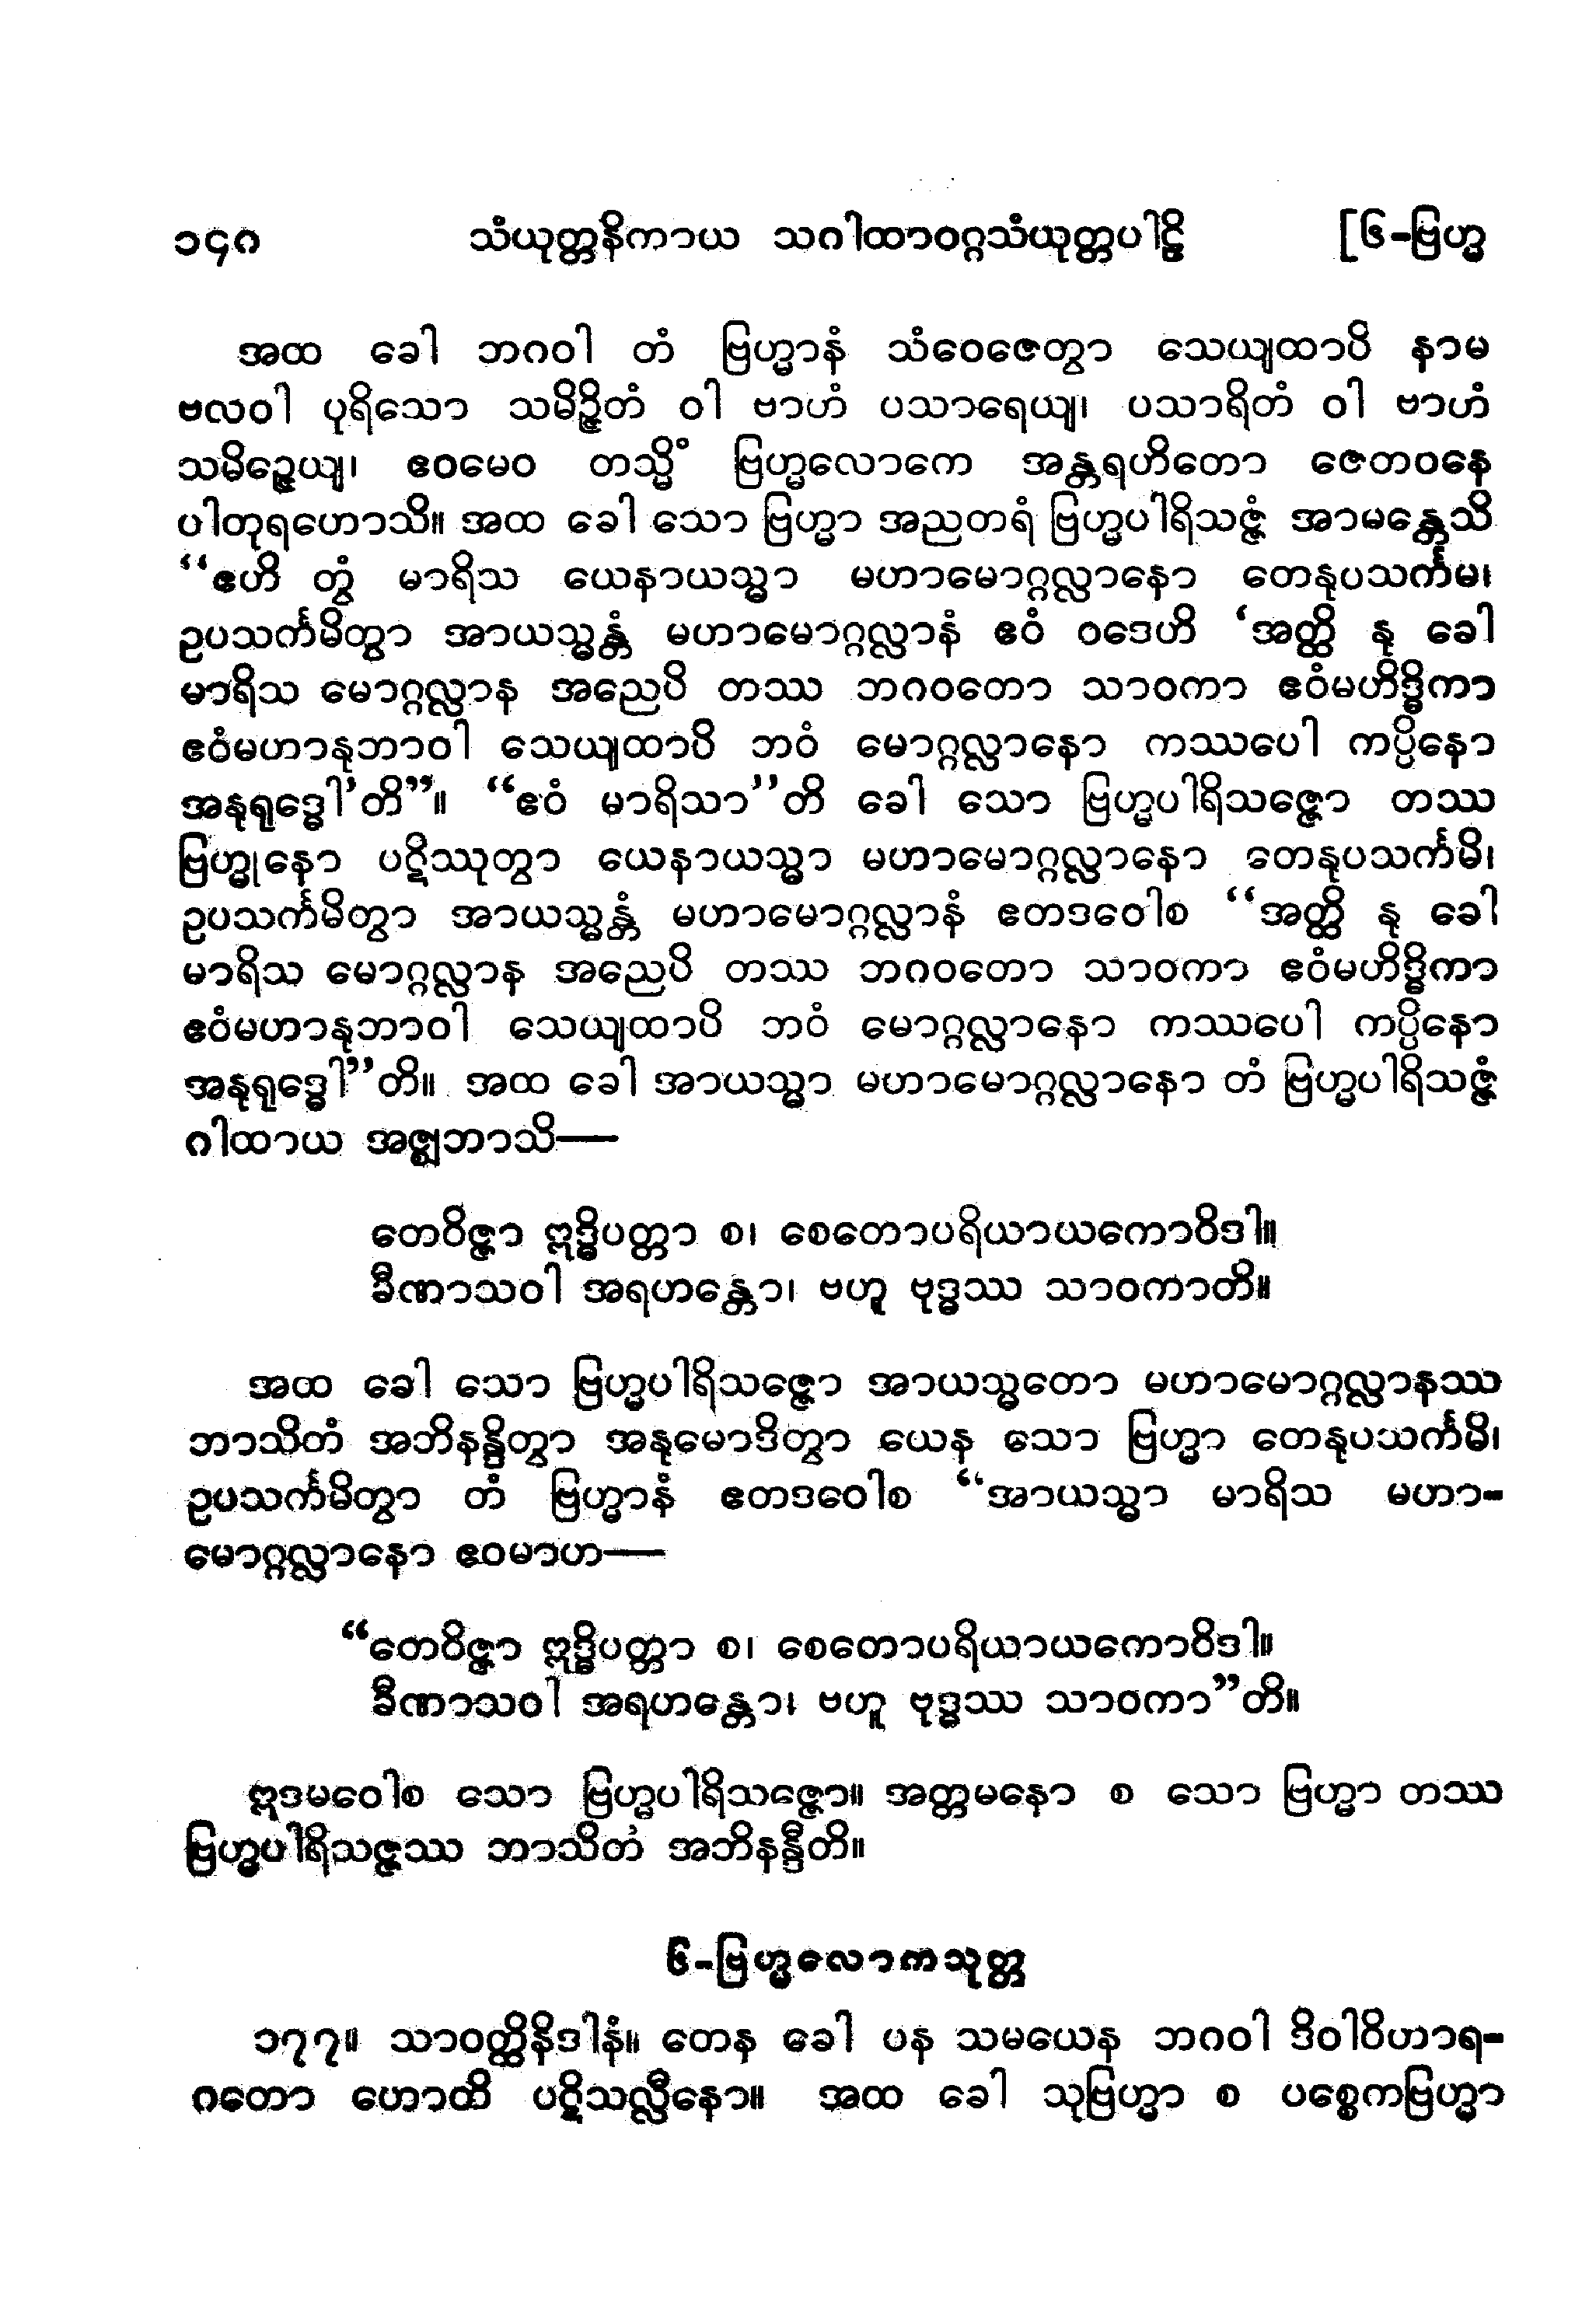 ၁၄၈ သံယုတ္တနိကာယ သဂါထာဝဂ္ဂသံယုတ္တပါဠိ [၆-ဗြဟ္မ
အထ ခေါ ဘဂဝါ တံ ဗြဟ္မာနံ သံဝေဇေတွာ သေယျထာပိ နာမ
ဗလဝါ ပုရိသော သမိဉ္ဇိတံ ဝါ ဗာဟံ ပသာရေယျ၊ ပသာရိတံ ဝါ ဗာဟံ
သမိဉ္ဇေယျ၊ ဧဝမေဝ တသ္မိံ ဗြဟ္မလောကေ အန္တရဟိတော ဇေတဝနေ
ပါတုရဟောသိ။ အထ ခေါ သော ဗြဟ္မာ အညတရံ ဗြဟ္မပါရိသဇ္ဇံ အာမန္တေသိ
“ဧဟိ တွံ မာရိသ ယေနာယသ္မာ မဟာမောဂ္ဂလ္လာနော တေနုပသင်္ကမ၊
ဥပသင်္ကမိတွာ အာယသ္မန္တံ မဟာမောဂ္ဂလ္လာနံ ဧဝံ ဝဒေဟိ ‘အတ္ထိ နု ခေါ
မာရိသ မောဂ္ဂလ္လာန အညေပိ တဿ ဘဂဝတော သာဝကာ ဧဝံမဟိဒ္ဓိကာ
ဧဝံမဟာနုဘာဝါ သေယျထာပိ ဘဝံ မောဂ္ဂလ္လာနော ကဿပေါ ကပ္ပိနော
အနုရုဒ္ဓေါ’တိ”။ “ဧဝံ မာရိသာ”တိ ခေါ သော ဗြဟ္မပါရိသဇ္ဇော တဿ
ဗြဟ္မုနော ပဋိဿုတွာ ယေနာယသ္မာ မဟာမောဂ္ဂလ္လာနော တေနုပသင်္ကမိ၊
ဥပသင်္ကမိတွာ အာယသ္မန္တံ မဟာမောဂ္ဂလ္လာနံ ဧတဒဝေါစ “အတ္ထိ နု ခေါ
မာရိသ မောဂ္ဂလ္လာန အညေပိ တဿ ဘဂဝတော သာဝကာ ဧဝံမဟိဒ္ဓိကာ
ဧဝံမဟာနုဘာဝါ သေယျထာပိ ဘဝံ မောဂ္ဂလ္လာနော ကဿပေါ ကပ္ပိနော
အနုရုဒ္ဓေါ”တိ။ အထ ခေါ အာယသ္မာ မဟာမောဂ္ဂလ္လာနော တံ ဗြဟ္မပါရိသဇ္ဇံ
ဂါထာယ အဇ္ဈဘာသိ—
တေဝိဇ္ဇာ ဣဒ္ဓိပတ္တာ စ၊ စေတောပရိယာယကောဝိဒါ။
ခီဏာသဝါ အရဟန္တော၊ ဗဟူ ဗုဒ္ဓဿ သာဝကာတိ။
အထ ခေါ သော ဗြဟ္မပါရိသဇ္ဇော အာယသ္မတော မဟာမောဂ္ဂလ္လာနဿ
ဘာသိတံ အဘိနန္ဒိတွာ အနုမောဒိတွာ ယေန သော ဗြဟ္မာ တေနုပသင်္ကမိ၊
ဥပသင်္ကမိတွာ တံ ဗြဟ္မာနံ ဧတဒဝေါစ “အာယသ္မာ မာရိသ မဟာ-
မောဂ္ဂလ္လာနော ဧဝမာဟ—
“တေဝိဇ္ဇာ ဣဒ္ဓိပတ္တာ စ၊ စေတောပရိယာယကောဝိဒါ။
ခီဏာသဝါ အရဟန္တော၊ ဗဟူ ဗုဒ္ဓဿ သာဝကာ”တိ။
ဣဒမဝေါစ သော ဗြဟ္မပါရိသဇ္ဇော။ အတ္တမနော စ သော ဗြဟ္မာ တဿ
ဗြဟ္မပါရိသဇ္ဇဿ ဘာသိတံ အဘိနန္ဒီတိ။
၆-ဗြဟ္မလောကသုတ္တ
၁၇၇။ သာဝတ္ထိနိဒါနံ။ တေန ခေါ ပန သမယေန ဘဂဝါ ဒိဝါဝိဟာရ-
ဂတော ဟောတိ ပဋိသလ္လီနော။ အထ ခေါ သုဗြဟ္မာ စ ပစ္စေကဗြဟ္မာ